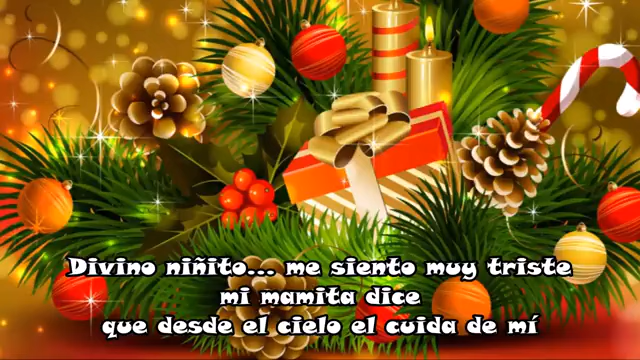 Divino niñito... me siento muy triste
mi mamita dice
que desde el cielo el cuida de mí